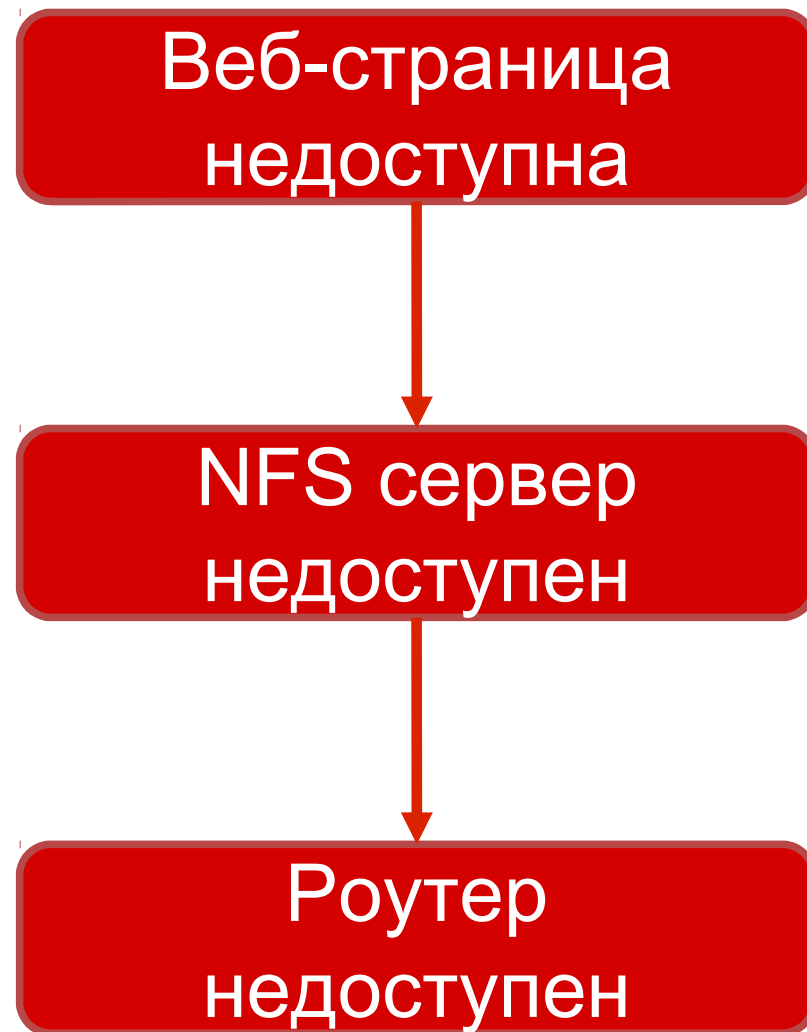 Веб-страница
недоступна
NFS сервер
недоступен
Роутер
недоступен